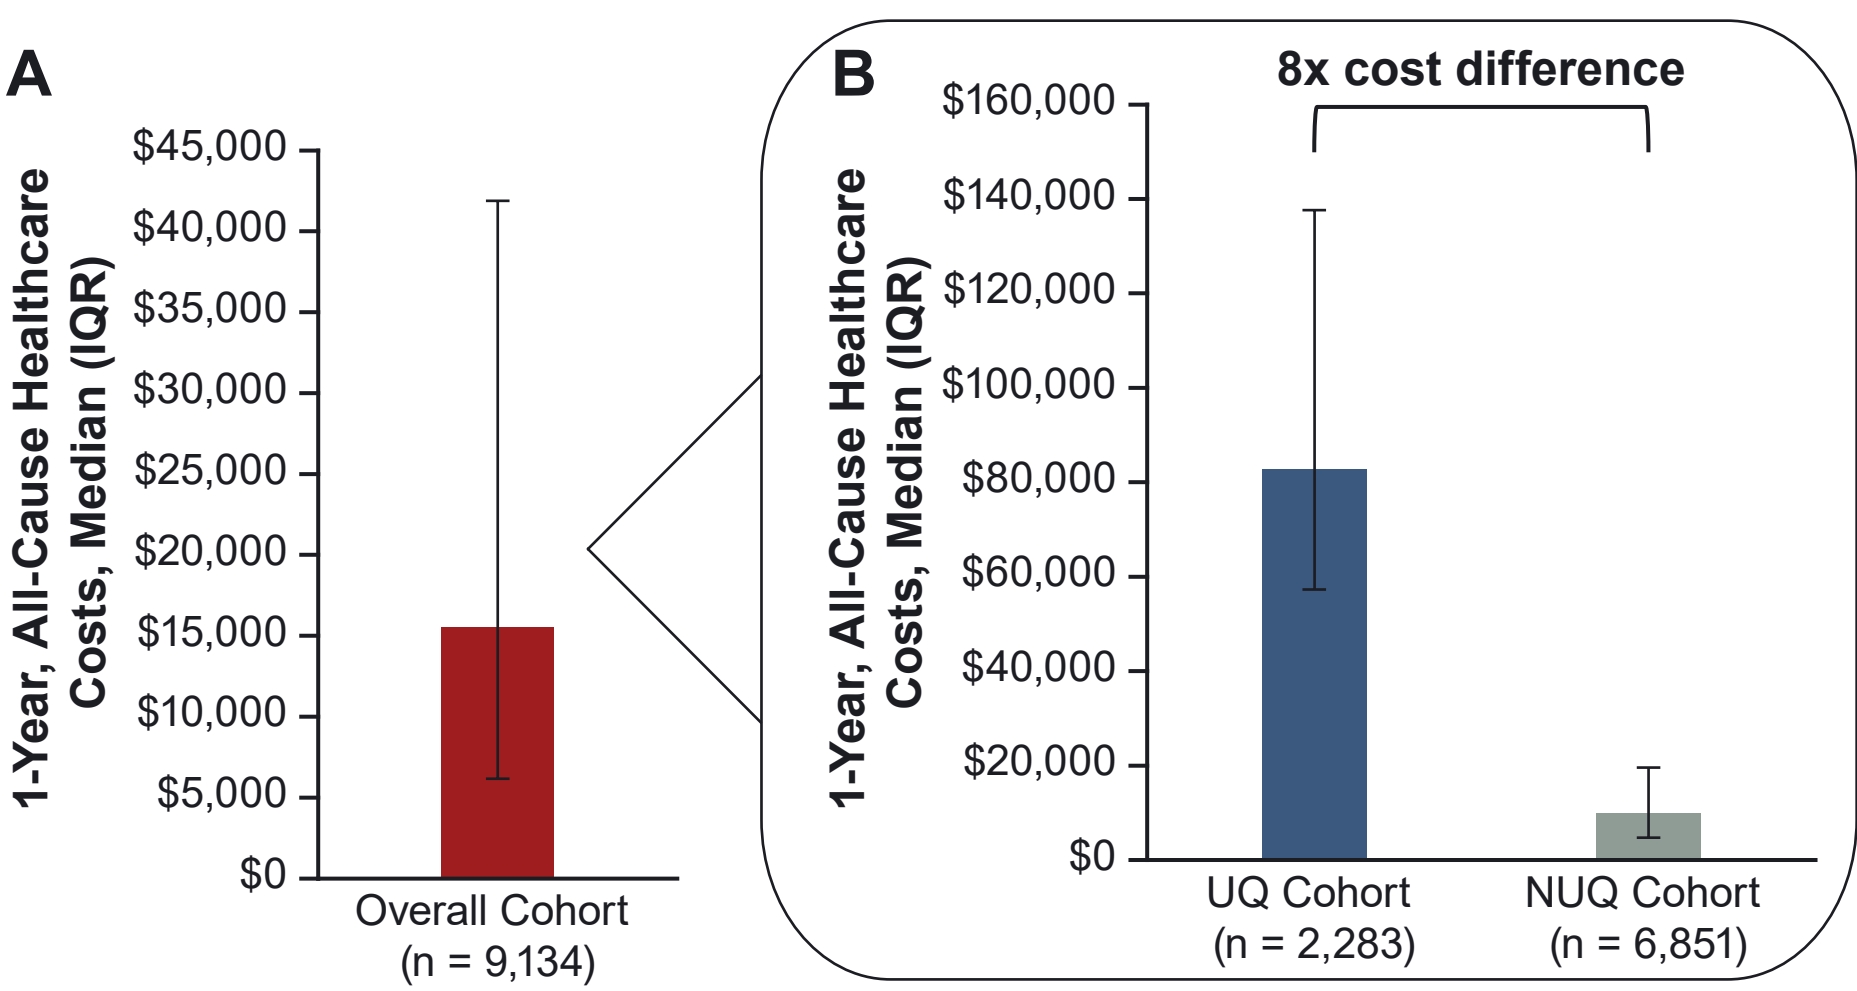 A
1-Year, All-Cause Healthcare
Costs, Median (IQR)
$45,000
$40,000
$35,000
$30,000
$25,000
$20,000
$15,000
$10,000
$5,000
$0
Overall Cohort
(n = 9,134)
B
8x cost difference
1-Year, All-Cause Healthcare
Costs, Median (IQR)
$160,000
$140,000
$120,000
$100,000
$80,000
$60,000
$40,000
$20,000
$0
UQ Cohort
(n = 2,283)
NUQ Cohort
(n = 6,851)